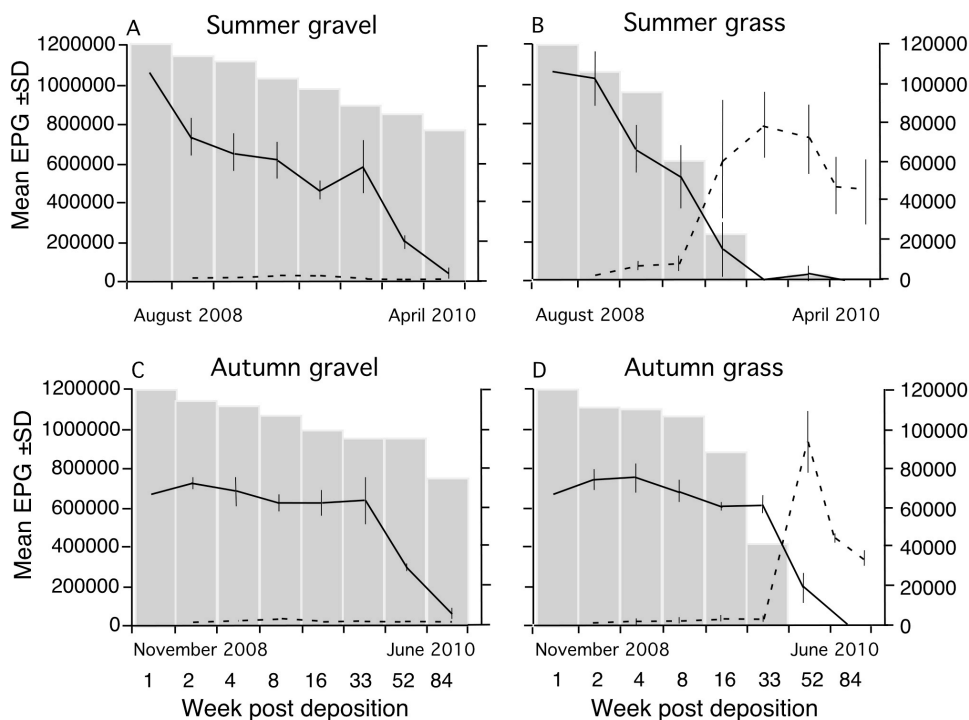 A Summer gravel
B Summer grass
Mean EPG ±SD
1200000
1000000
800000
600000
400000
200000
0
120000
100000
80000
60000
40000
20000
0
August 2008 April 2010
August 2008 April 2010
C Autumn gravel
D Autumn grass
Mean EPG ±SD
1200000
1000000
800000
600000
400000
200000
0
120000
100000
80000
60000
40000
20000
0
November 2008 June 2010
November 2008 June 2010
1 2 4 8 16 33 52 84
1 2 4 8 16 33 52 84
Week post deposition
Week post deposition